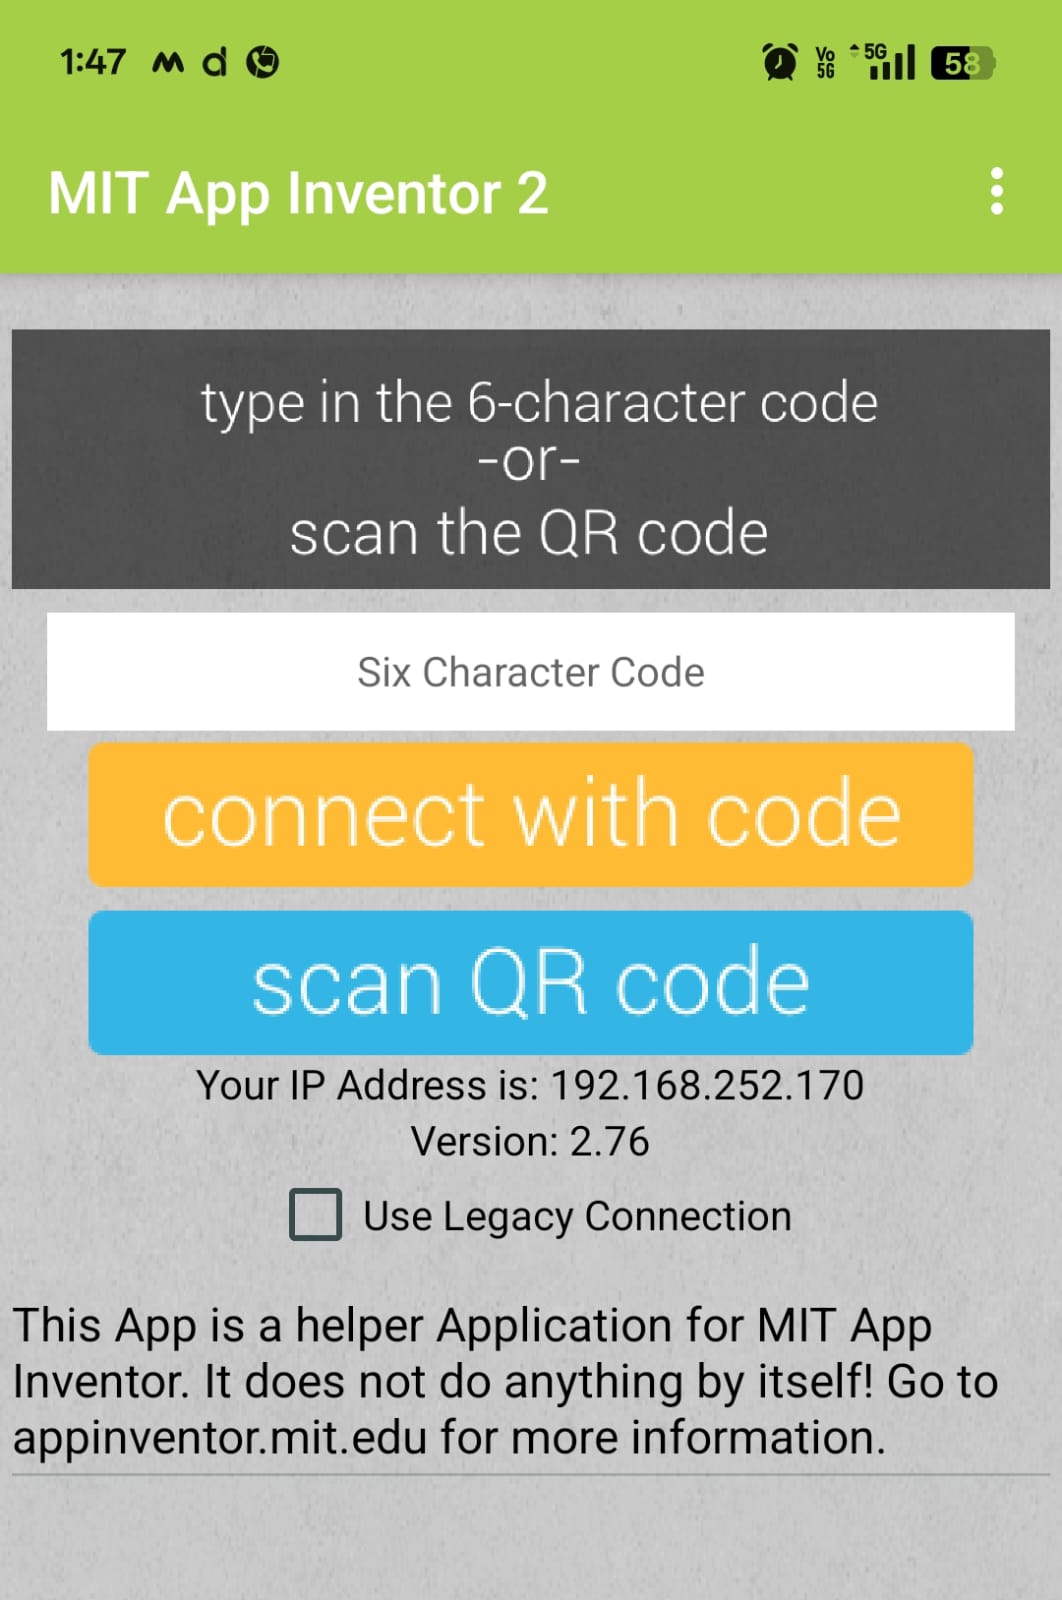 1:47
Vo 5G
5G
58
MIT App Inventor 2
type in the 6-character code
-or-
scan the QR code
Six Character Code
connect with code
scan QR code
Your IP Address is: 192.168.252.170
Version: 2.76
Use Legacy Connection
This App is a helper Application for MIT App
Inventor. It does not do anything by itself! Go to
appinventor.mit.edu for more information.